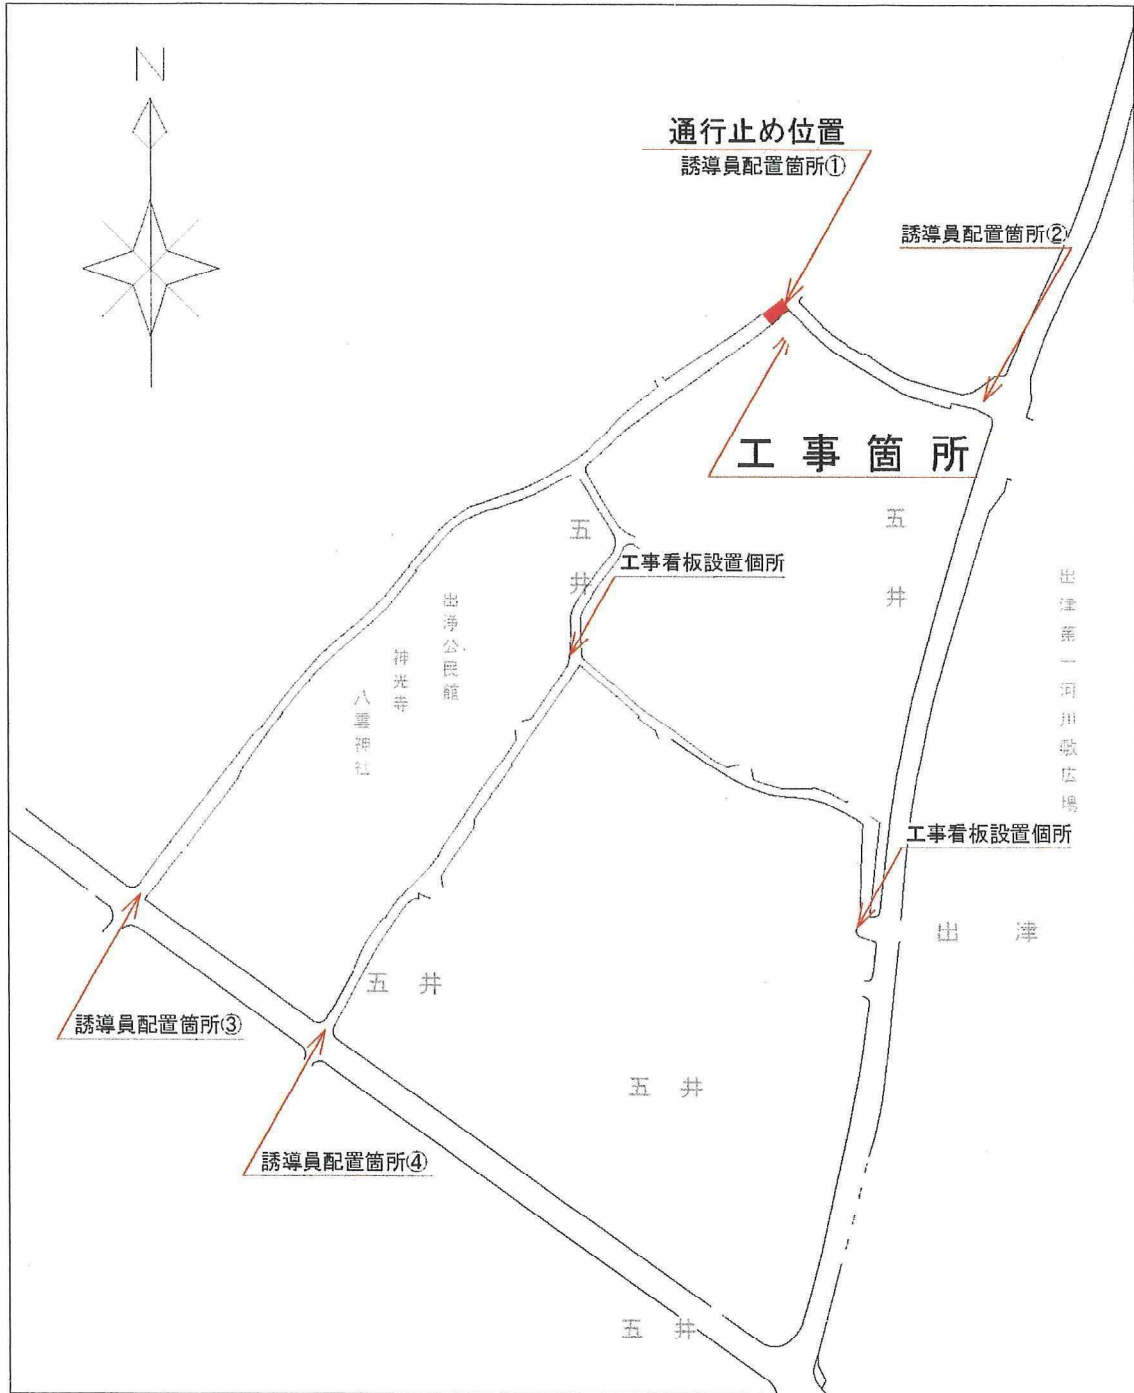 N
通行止め位置
誘導員配置箇所①
誘導員配置箇所②
工事箇所
五井
五井
工事看板設置個所
出津第一河川敷広場
出浄公民館
神光寺
八雲神社
工事看板設置個所
出津
五井
誘導員配置箇所③
五井
誘導員配置箇所④
五井